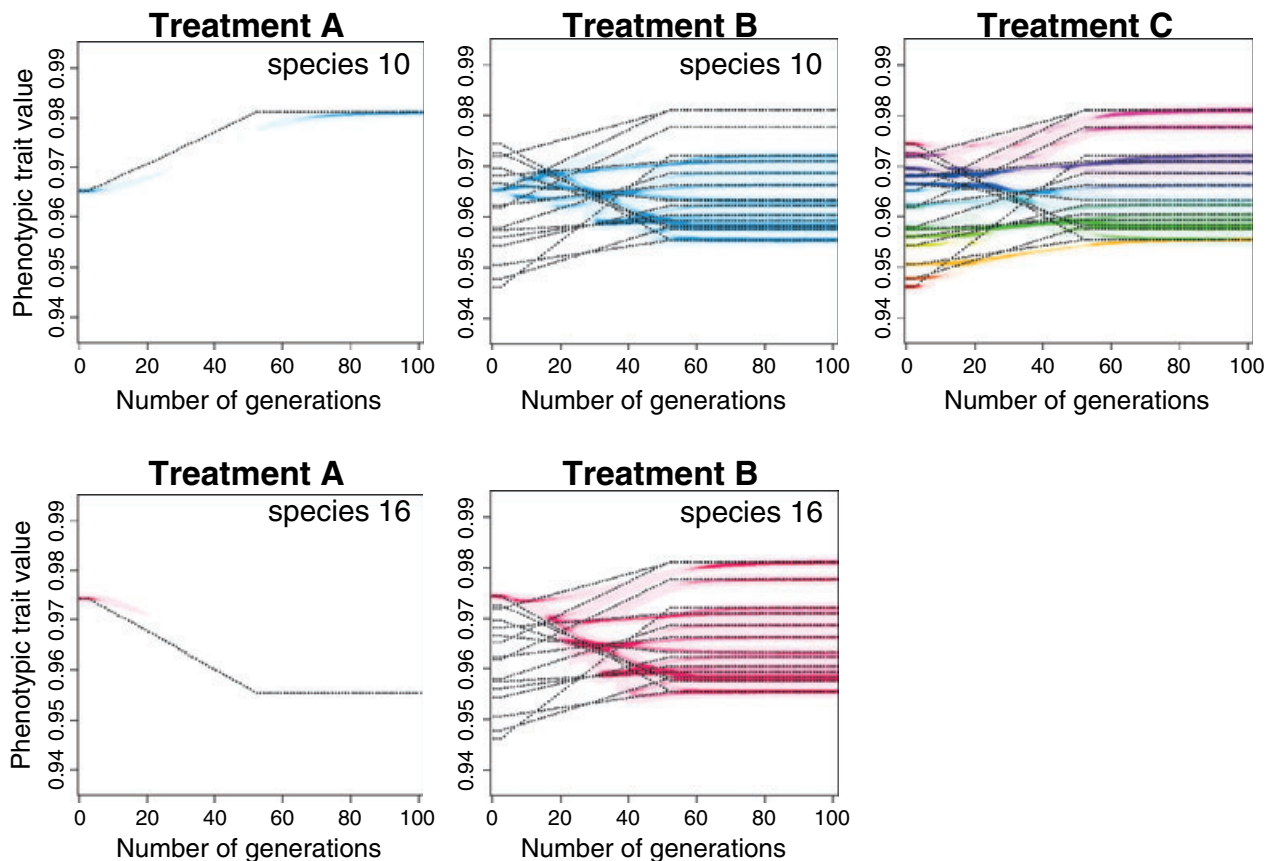 Treatment A
Treatment B
Treatment C
species 10
species 10
Phenotypic trait value
0.99
0.98
0.97
0.96
0.95
0.94
0.99
0.98
0.97
0.96
0.95
0.94
0.99
0.98
0.97
0.96
0.95
0.94
0 20 40 60 80 100
0 20 40 60 80 100
0 20 40 60 80 100
Number of generations
Number of generations
Number of generations
Treatment A
Treatment B
species 16
species 16
Phenotypic trait value
0.99
0.98
0.97
0.96
0.95
0.94
0.99
0.98
0.97
0.96
0.95
0.94
0 20 40 60 80 100
0 20 40 60 80 100
Number of generations
Number of generations